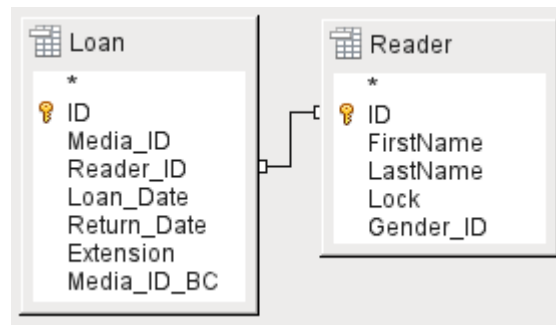 Loan
*
ID
Media_ID
Reader_ID
Loan_Date
Return_Date
Extension
Media_ID_BC
Reader
*
ID
FirstName
LastName
Lock
Gender_ID